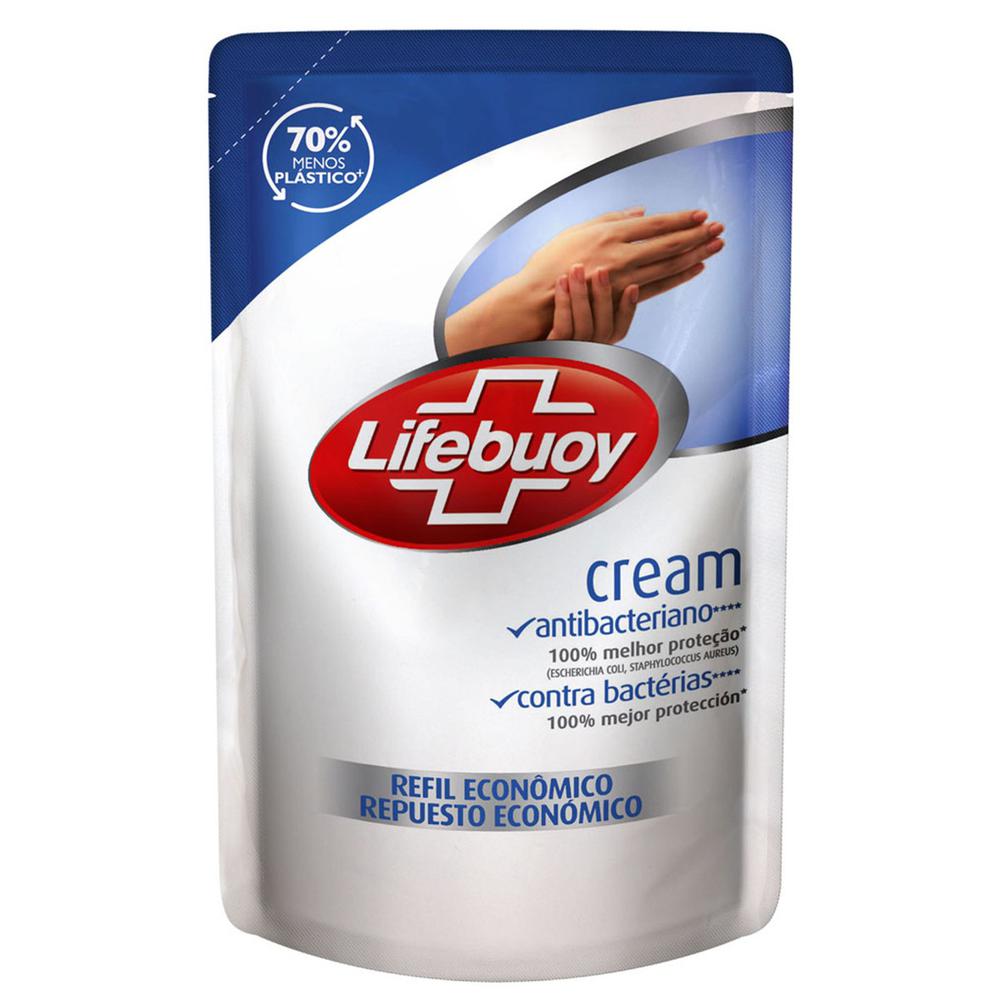 70%
MENOS
PLÁSTICO+
Lifebuoy
cream
antibacteriano****
100% melhor proteção*
(ESCHERICHIA COLI, STAPHYLOCOCCUS AUREUS)
contra bactérias****
100% mejor protección*
REFIL ECONÔMICO
REPUESTO ECONÓMICO